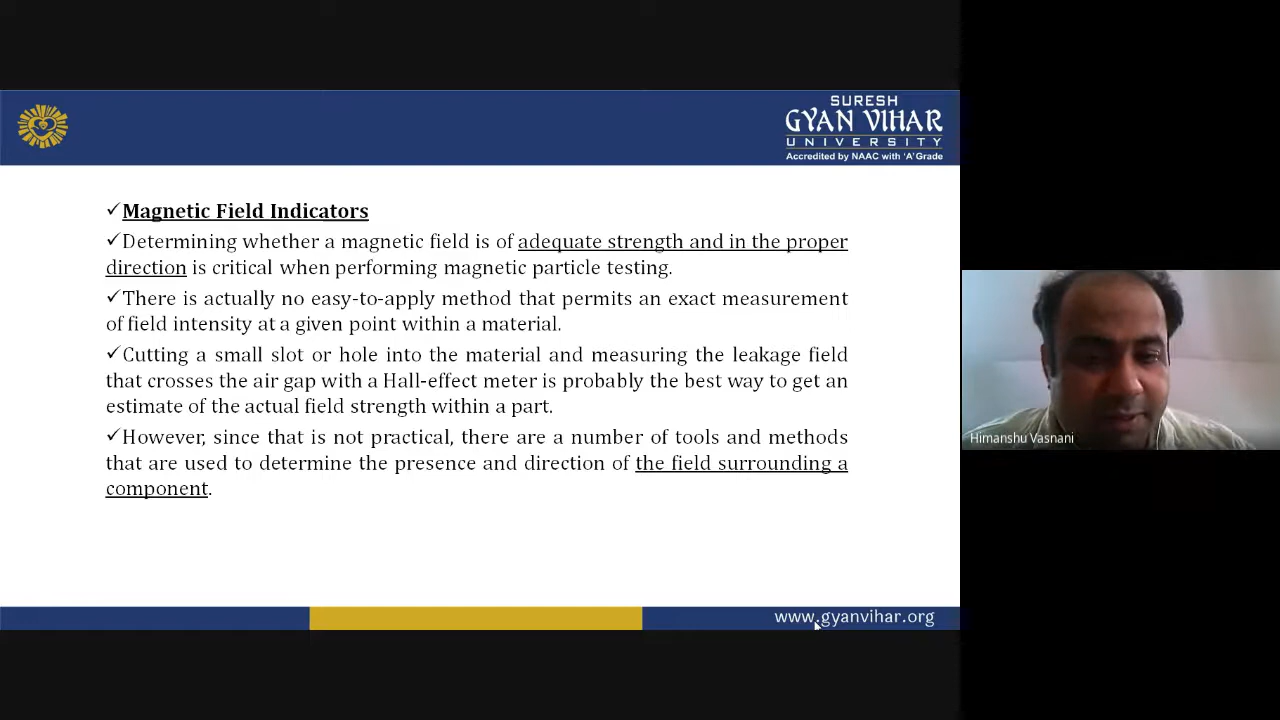 SURESH
GYAN VIHAR
UNIVERSITY
Accredited by NAAC with 'A' Grade
✓Magnetic Field Indicators
✓Determining whether a magnetic field is of adequate strength and in the proper
direction is critical when performing magnetic particle testing.
✓There is actually no easy-to-apply method that permits an exact measurement
of field intensity at a given point within a material.
✓Cutting a small slot or hole into the material and measuring the leakage field
that crosses the air gap with a Hall-effect meter is probably the best way to get an
estimate of the actual field strength within a part.
✓However, since that is not practical, there are a number of tools and methods
that are used to determine the presence and direction of the field surrounding a
component.
Himanshu Vasnani
www.gyanvihar.org